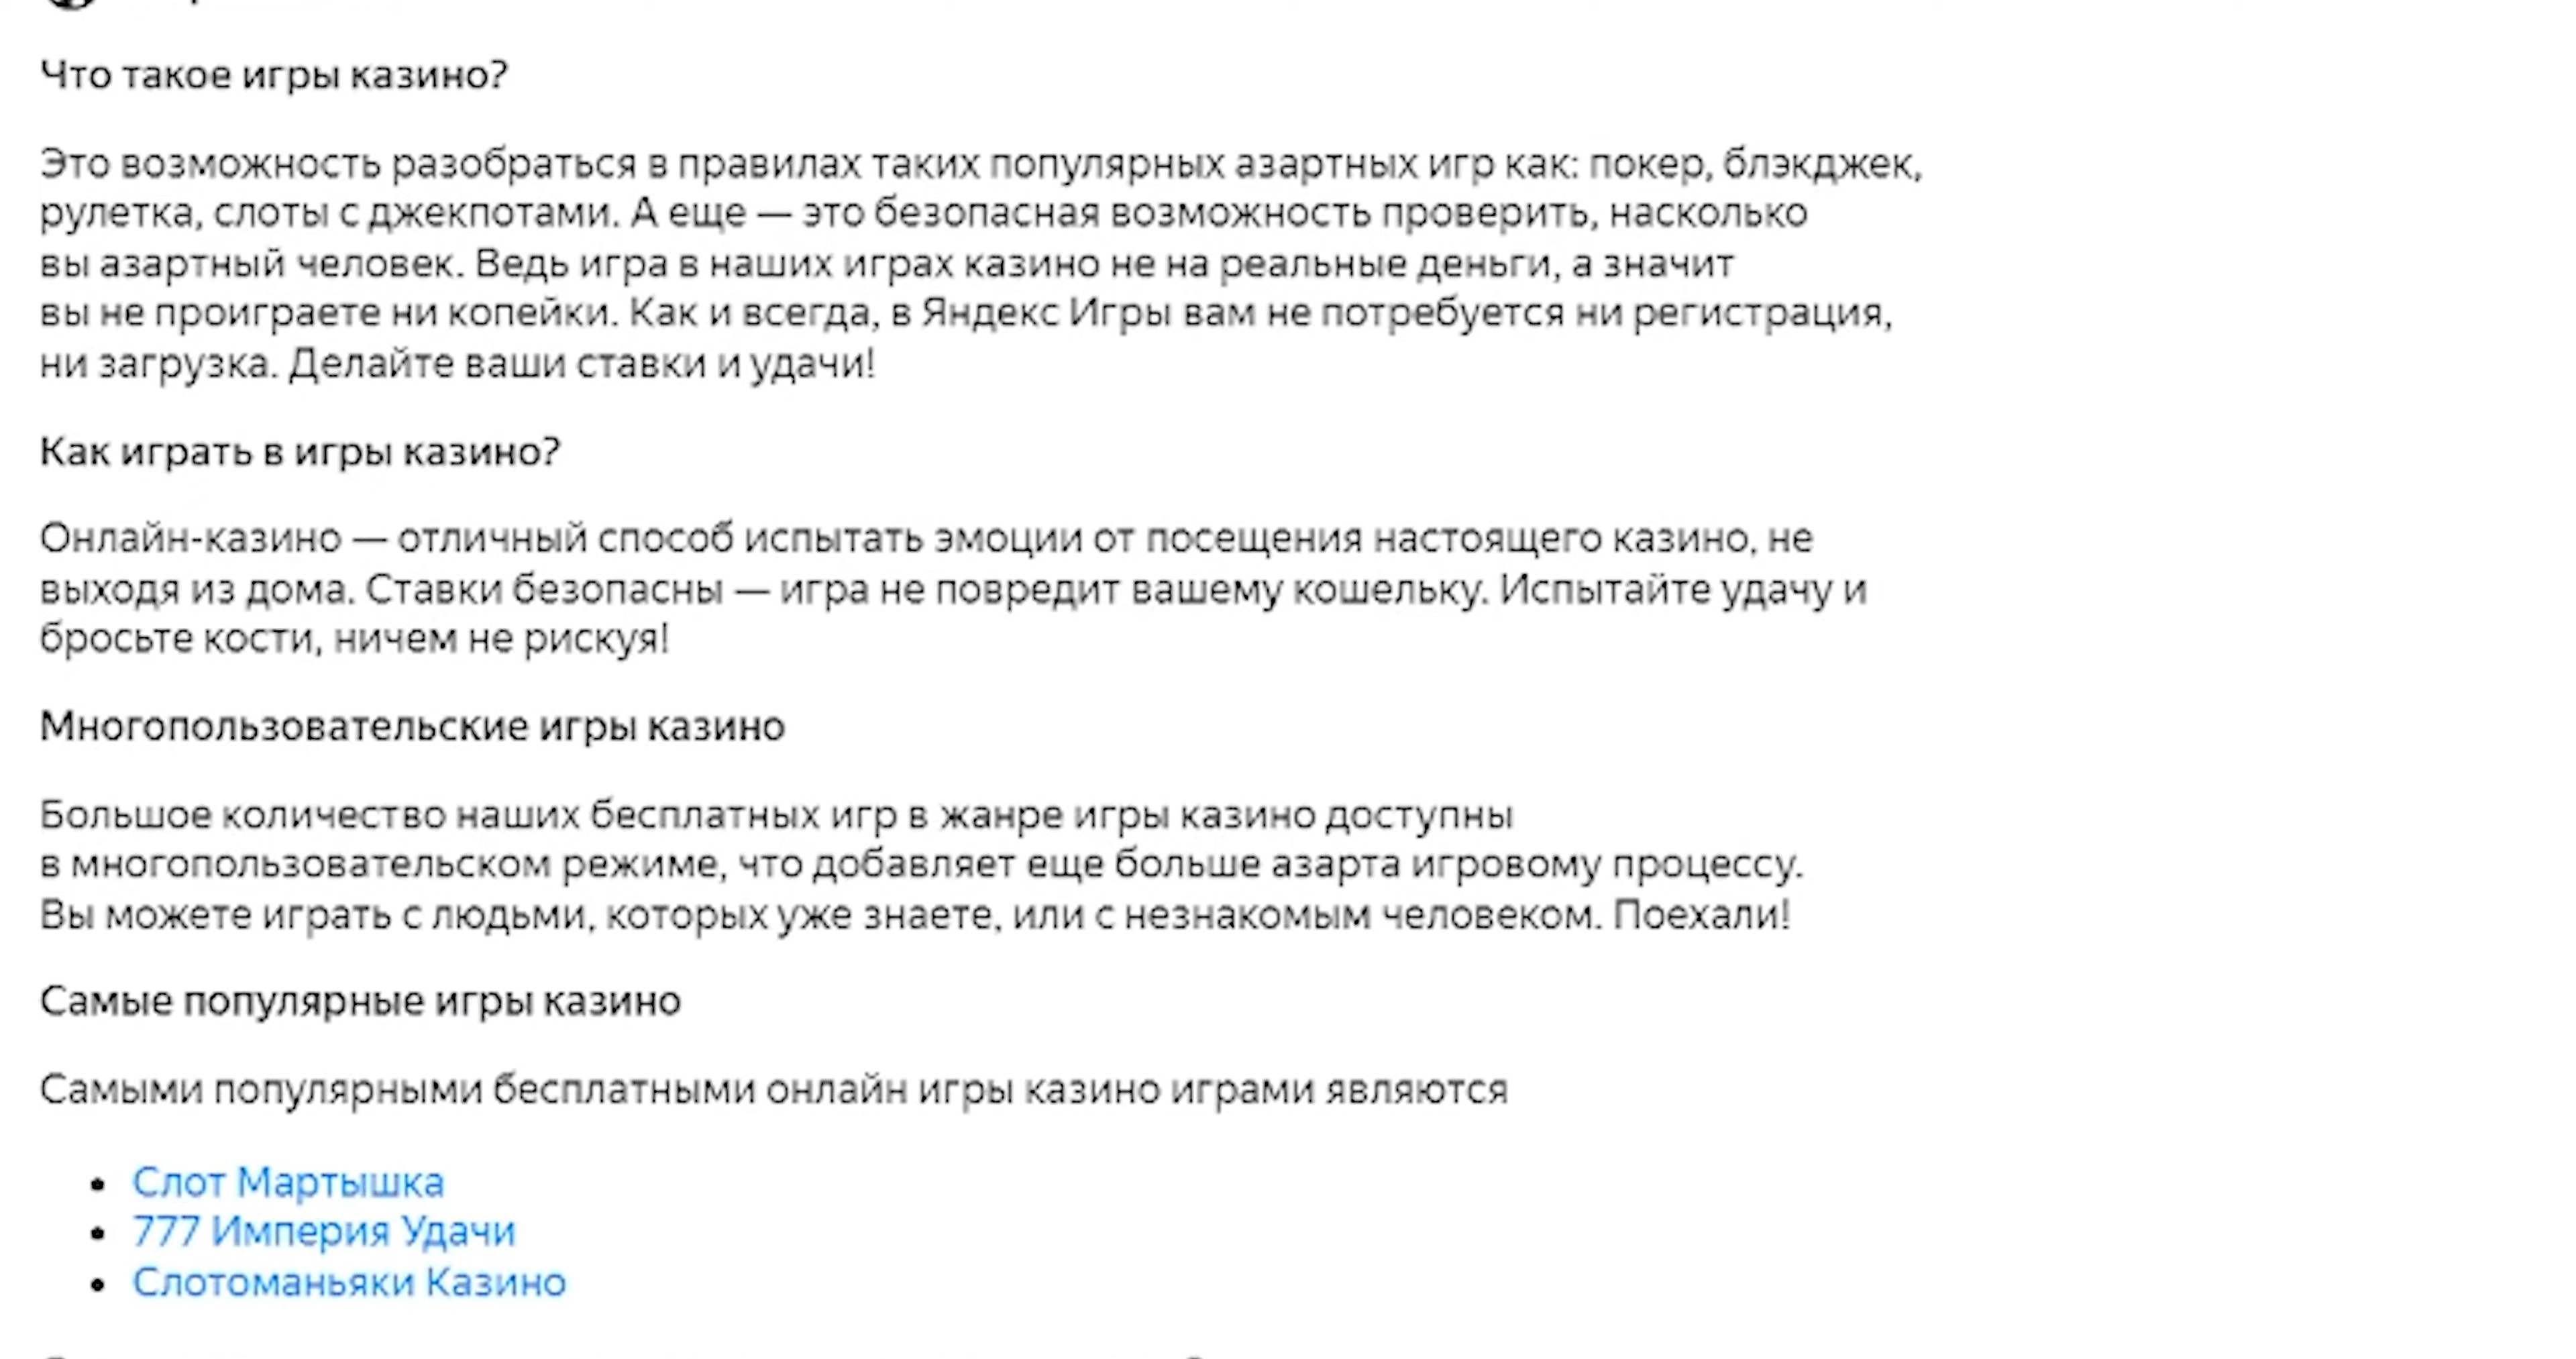 Что такое игры казино?
Это возможность разобраться в правилах таких популярных азартных игр как: покер, блэкджек,
рулетка, слоты с джекпотами. А еще — это безопасная возможность проверить, насколько
вы азартный человек. Ведь игра в наших играх казино не на реальные деньги, а значит
вы не проиграете ни копейки. Как и всегда, в Яндекс Игры вам не потребуется ни регистрация,
ни загрузка. Делайте ваши ставки и удачи!
Как играть в игры казино?
Онлайн-казино — отличный способ испытать эмоции от посещения настоящего казино, не
выходя из дома. Ставки безопасны — игра не повредит вашему кошельку. Испытайте удачу и
бросьте кости, ничем не рискуя!
Многопользовательские игры казино
Большое количество наших бесплатных игр в жанре игры казино доступны
в многопользовательском режиме, что добавляет еще больше азарта игровому процессу.
Вы можете играть с людьми, которых уже знаете, или с незнакомым человеком. Поехали!
Самые популярные игры казино
Самыми популярными бесплатными онлайн игры казино играми являются
• Слот Мартышка
• 777 Империя Удачи
• Слотоманьяки Казино